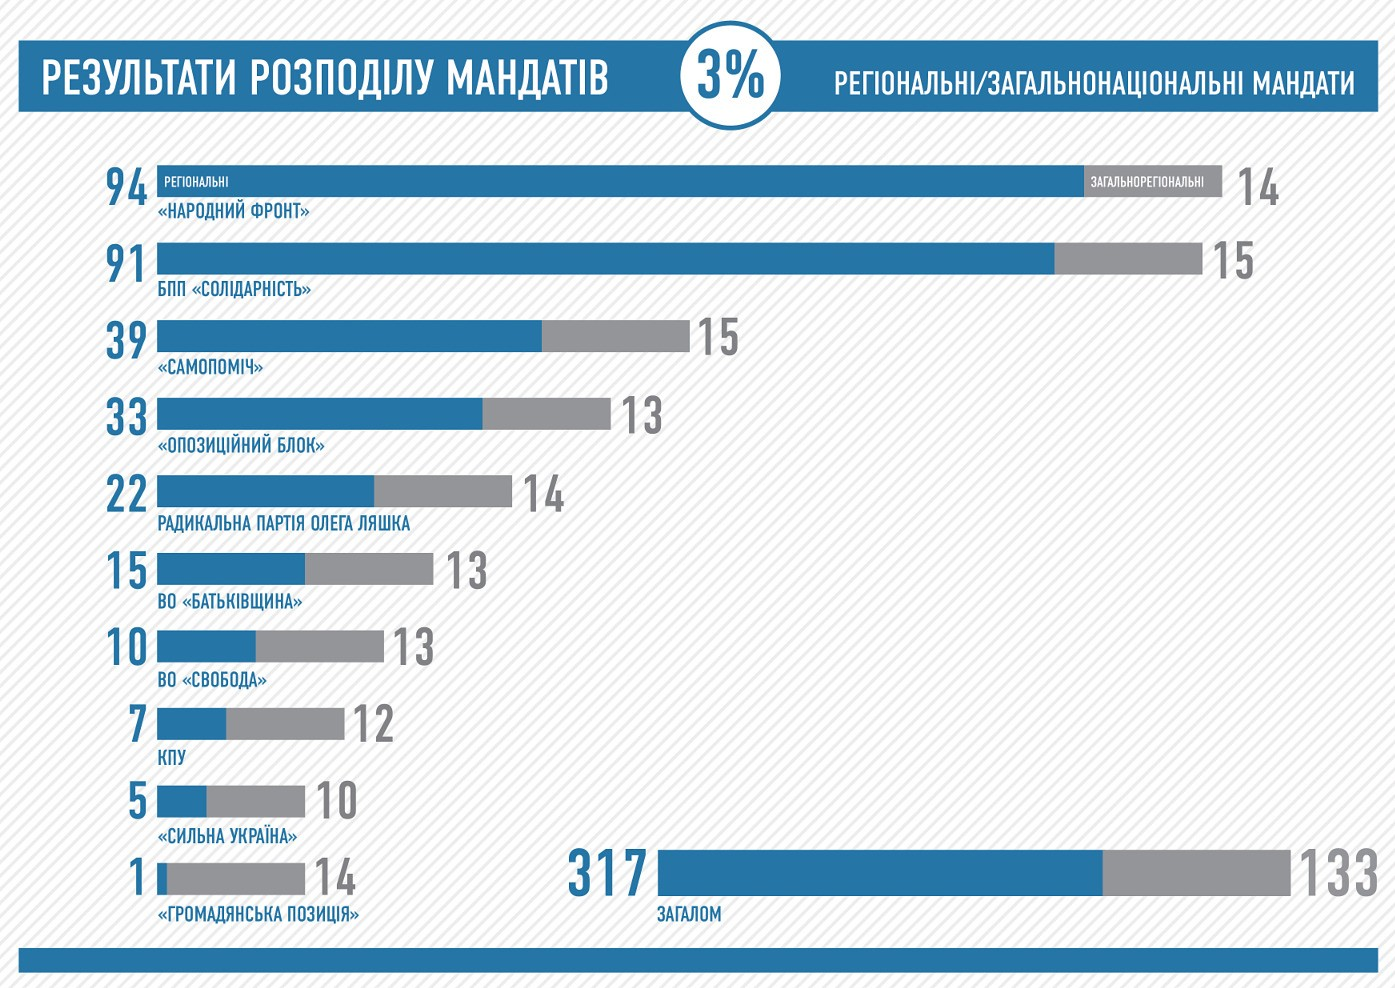 РЕЗУЛЬТАТИ РОЗПОДІЛУ МАНДАТІВ
3%
РЕГІОНАЛЬНІ/ЗАГАЛЬНОНАЦІОНАЛЬНІ МАНДАТИ
94 РЕГІОНАЛЬНІ ЗАГАЛЬНОРЕГІОНАЛЬНІ 14
«НАРОДНИЙ ФРОНТ»
91 15
БПП «СОЛІДАРНІСТЬ»
39 15
«САМОПОМІЧ»
33 13
«ОПОЗИЦІЙНИЙ БЛОК»
22 14
РАДИКАЛЬНА ПАРТІЯ ОЛЕГА ЛЯШКА
15 13
ВО «БАТЬКІВЩИНА»
10 13
ВО «СВОБОДА»
7 12
КПУ
5 10
«СИЛЬНА УКРАЇНА»
1 14
«ГРОМАДЯНСЬКА ПОЗИЦІЯ»
317 133
ЗАГАЛОМ